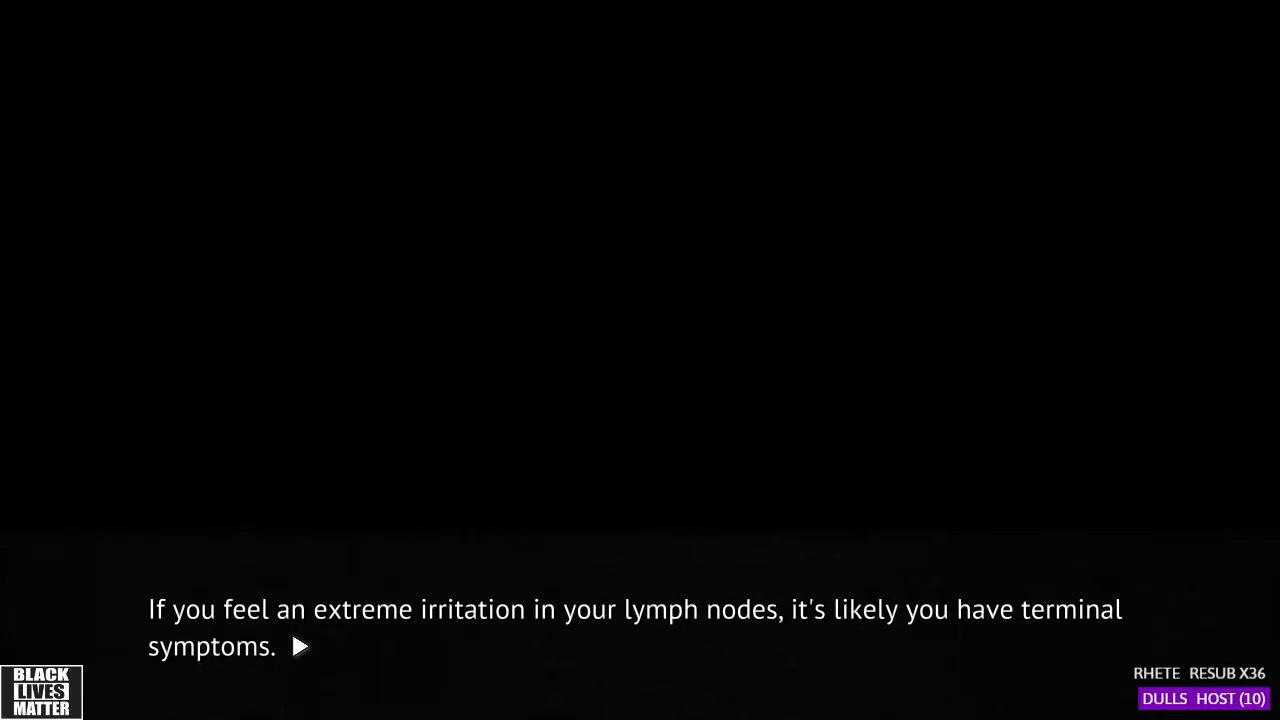 If you feel an extreme irritation in your lymph nodes, it's likely you have terminal
symptoms.
BLACK
LIVES
MATTER
RHETE RESUB X36
DULLS HOST (10)